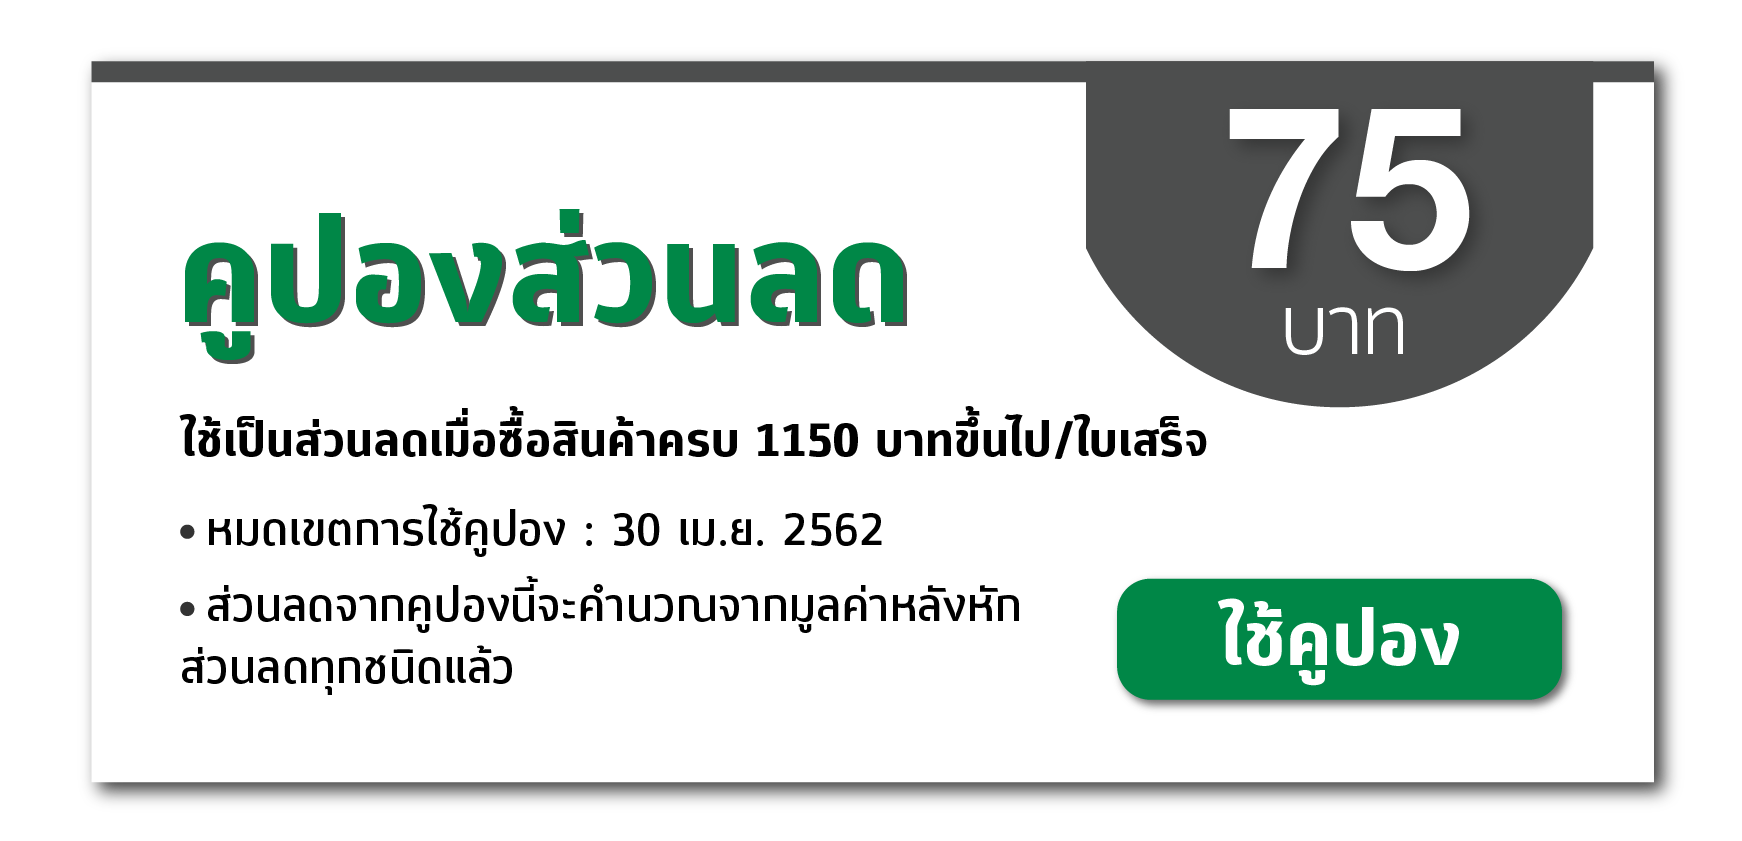 75
บาท
คูปองส่วนลด
ใช้เป็นส่วนลดเมื่อซื้อสินค้าครบ 1150 บาทขึ้นไป/ใบเสร็จ
• หมดเขตการใช้คูปอง : 30 เม.ย. 2562
• ส่วนลดจากคูปองนี้จะคำนวณจากมูลค่าหลังหัก
ส่วนลดทุกชนิดแล้ว
ใช้คูปอง